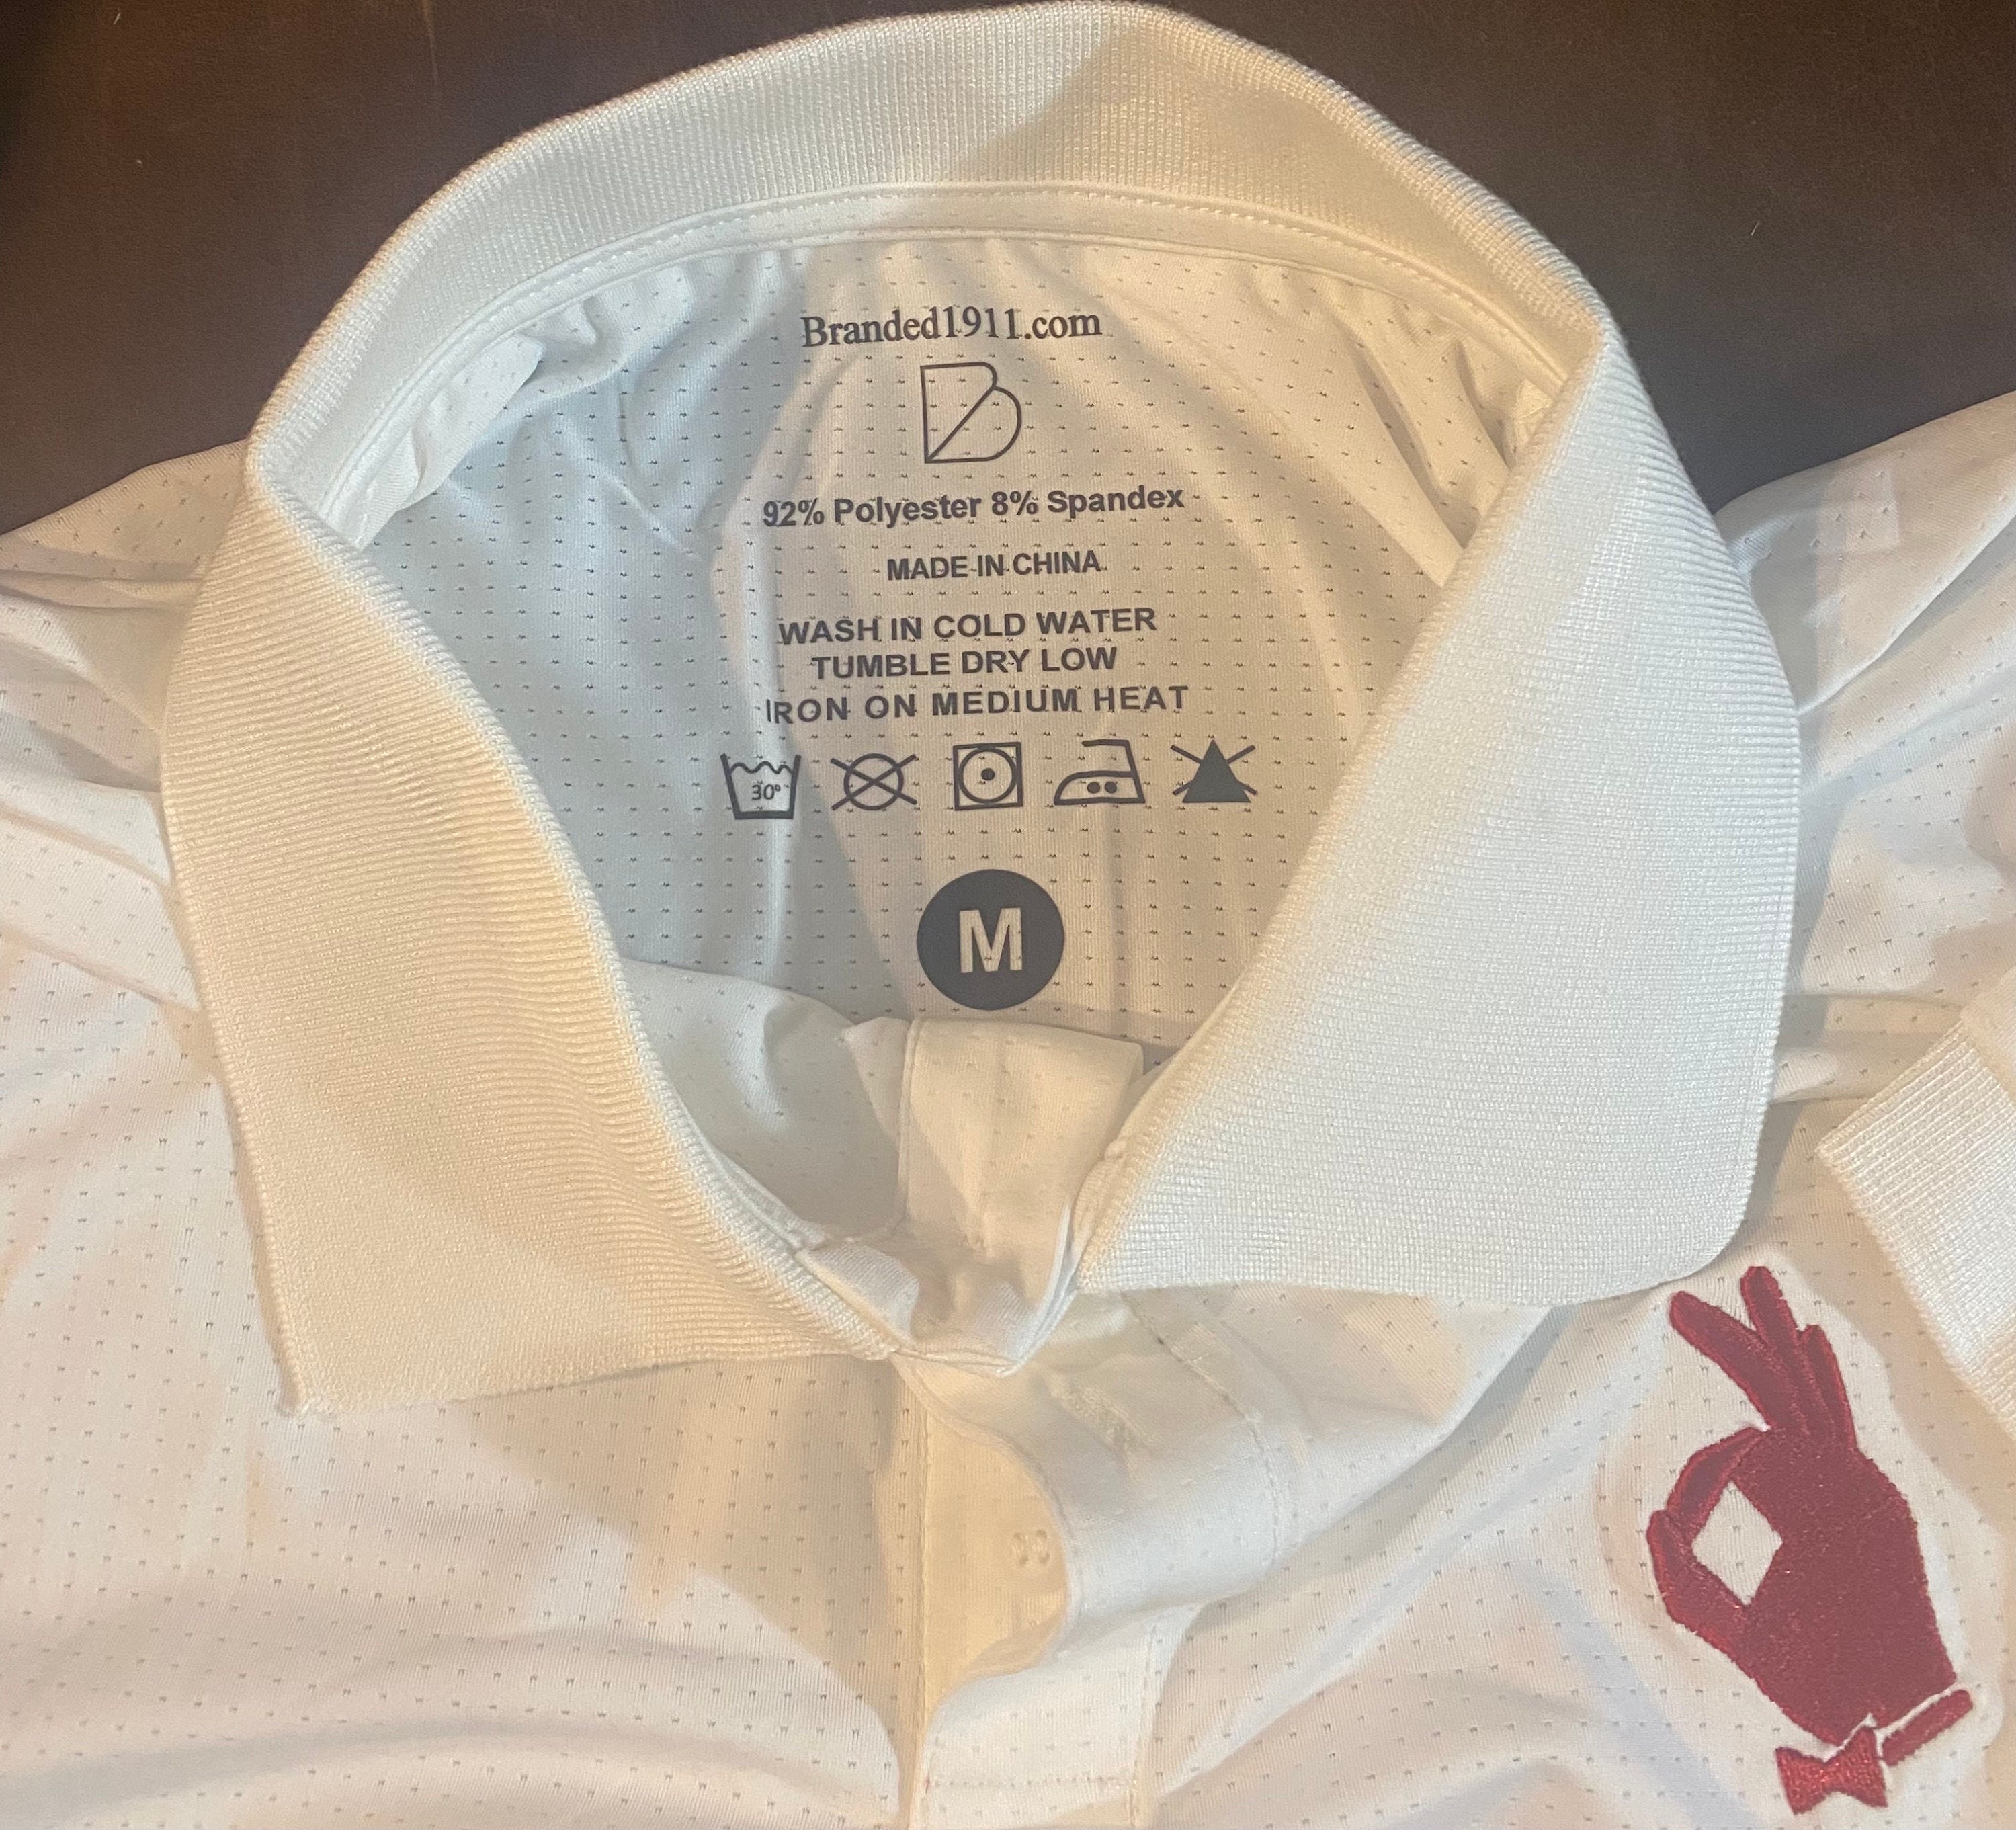 Branded1911.com
B
92% Polyester 8% Spandex
MADE IN CHINA
WASH IN COLD WATER
TUMBLE DRY LOW
IRON ON MEDIUM HEAT
30°
M